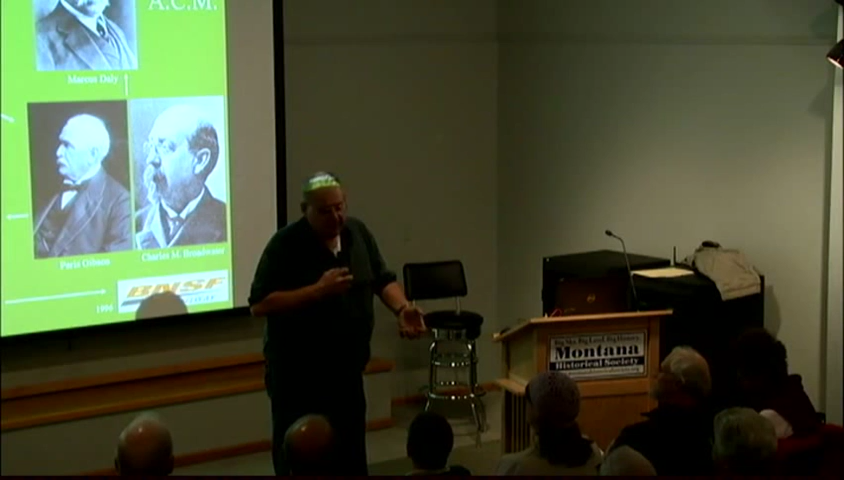 A.C.M.
Marcus Daly
Paris Gibson
Charles M. Broadwater
1996
BNSF
Big Sky. Big Land. Big History.
Montana
Historical Society